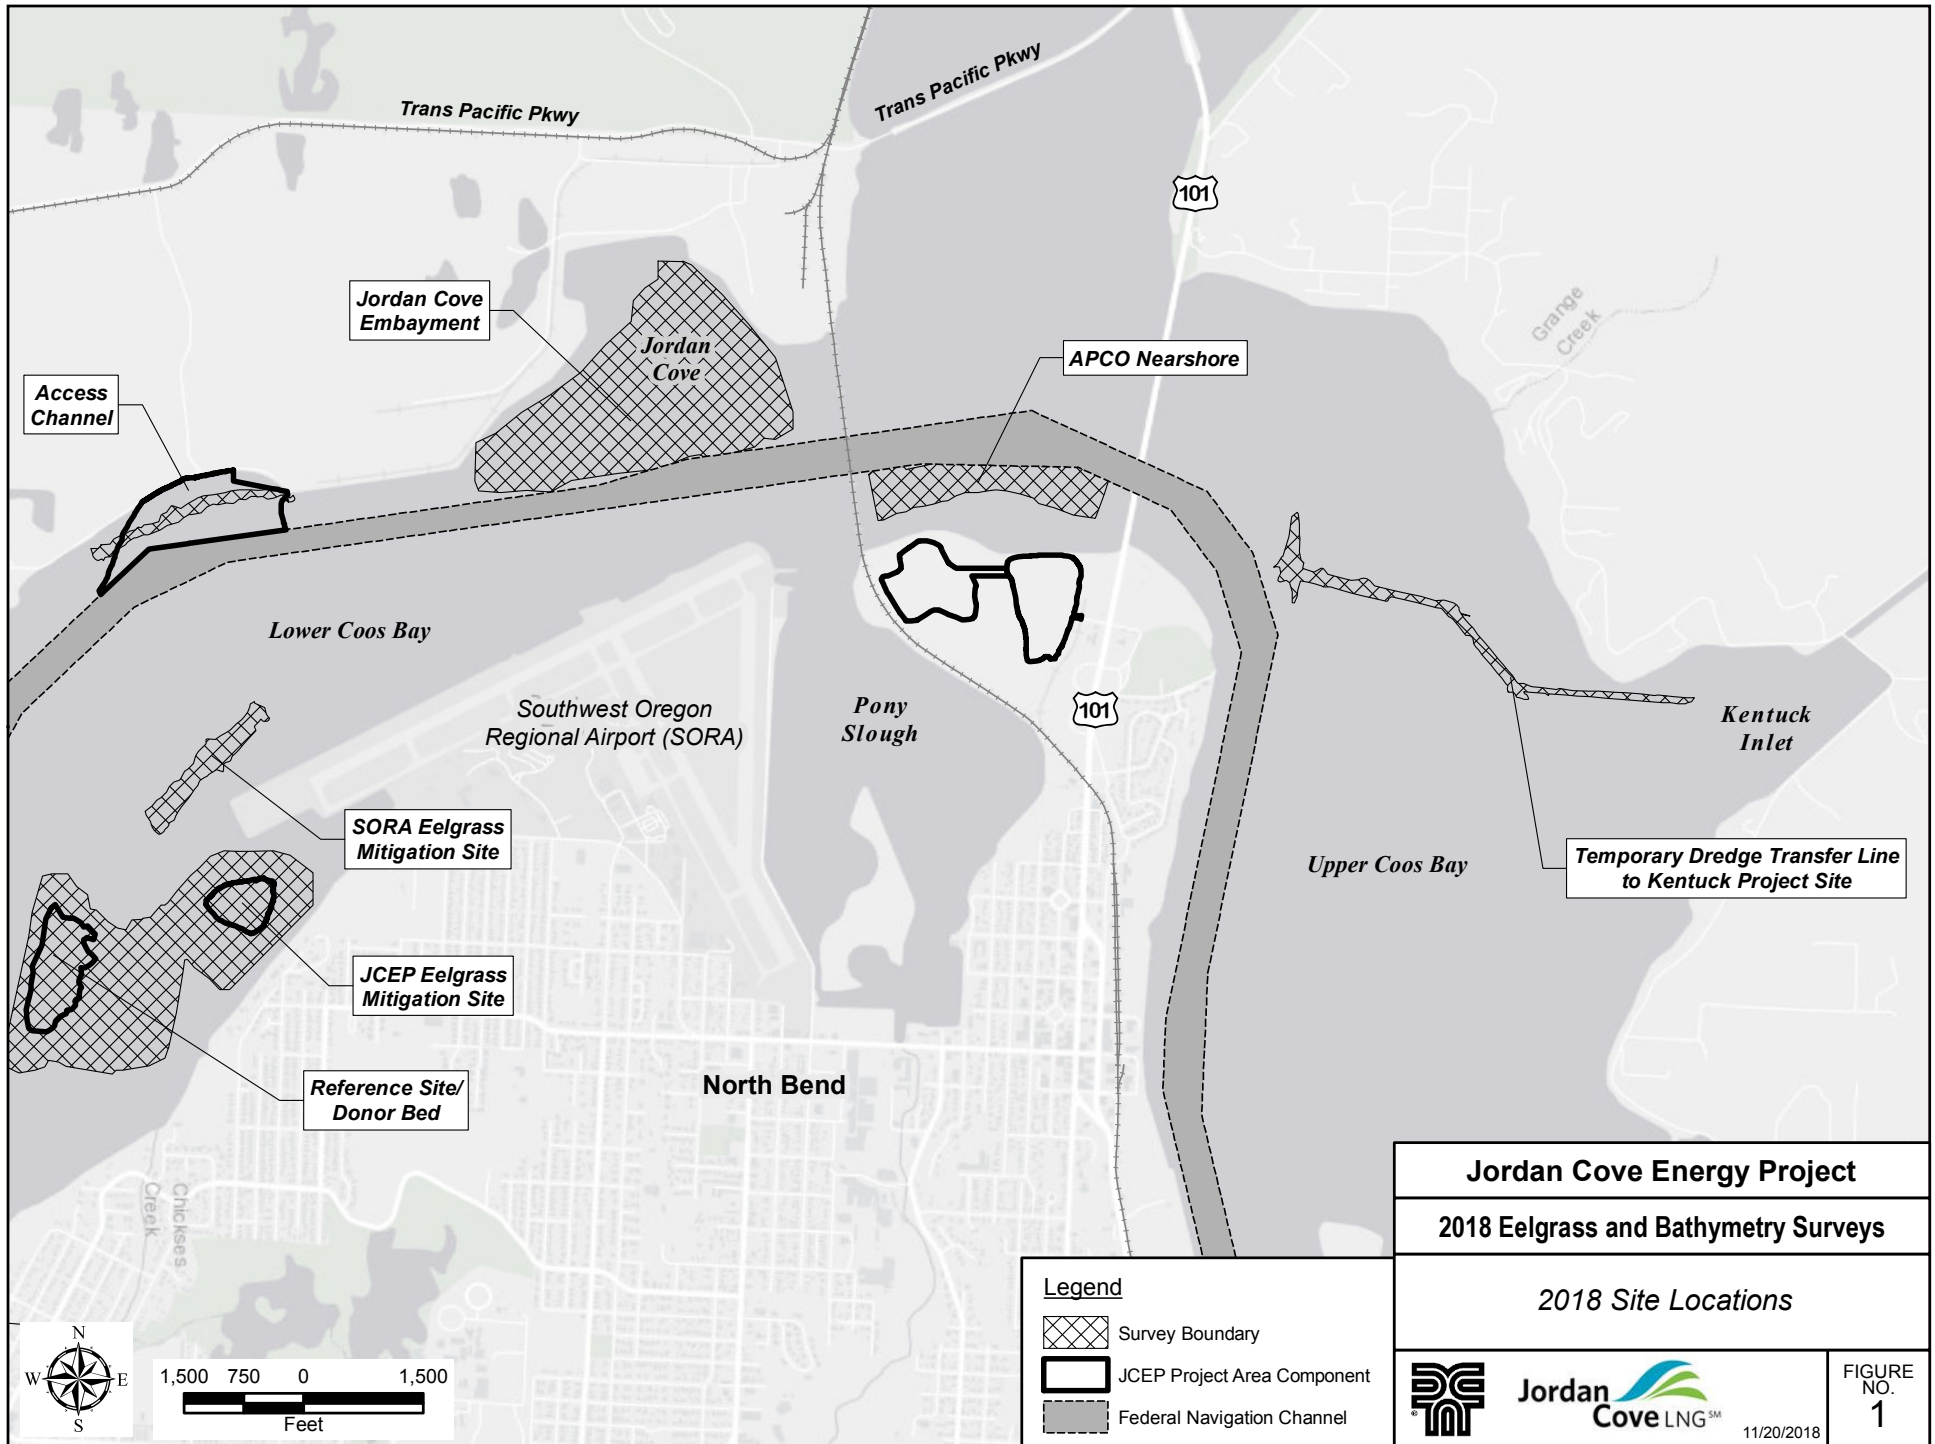 Trans Pacific Pkwy
Trans Pacific Pkwy
101
Grange
Creek
Jordan Cove
Embayment
Jordan
Cove
APCO Nearshore
Access
Channel
Lower Coos Bay
Southwest Oregon
Regional Airport (SORA)
Pony
Slough
101
Kentuck
Inlet
SORA Eelgrass
Mitigation Site
Upper Coos Bay
Temporary Dredge Transfer Line
to Kentuck Project Site
JCEP Eelgrass
Mitigation Site
Reference Site/
Donor Bed
North Bend
Chickses
Creek
N
W E
S
1,500 750 0 1,500
Feet
Legend
Survey Boundary
JCEP Project Area Component
Federal Navigation Channel
Jordan Cove Energy Project
2018 Eelgrass and Bathymetry Surveys
2018 Site Locations
®
Jordan
Cove LNG SM
11/20/2018
FIGURE
NO.
1